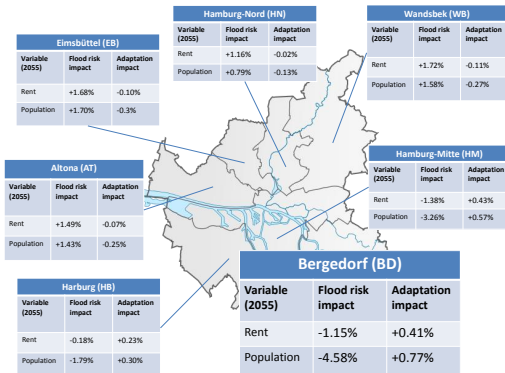 Hamburg-Nord (HN)
Variable (2055) Flood risk impact Adaptation impact
Rent +1.16% -0.02%
Population +0.79% -0.13%
Wandsbek (WB)
Variable (2055) Flood risk impact Adaptation impact
Rent +1.72% -0.11%
Population +1.58% -0.27%
Eimsbüttel (EB)
Variable (2055) Flood risk impact Adaptation impact
Rent +1.68% -0.10%
Population +1.70% -0.3%
Altona (AT)
Variable (2055) Flood risk impact Adaptation impact
Rent +1.49% -0.07%
Population +1.43% -0.25%
Hamburg-Mitte (HM)
Variable (2055) Flood risk impact Adaptation impact
Rent -1.38% +0.43%
Population -3.26% +0.57%
Harburg (HB)
Variable (2055) Flood risk impact Adaptation impact
Rent -0.18% +0.23%
Population -1.79% +0.30%
Bergedorf (BD)
Variable (2055) Flood risk impact Adaptation impact
Rent -1.15% +0.41%
Population -4.58% +0.77%